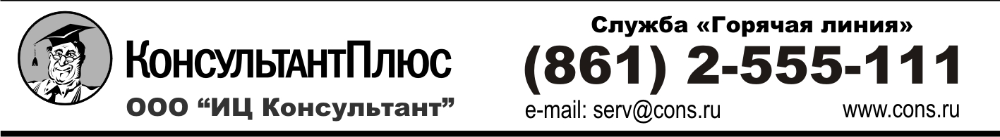 КонсультантПлюс
ООО “ИЦ Консультант”
Служба «Горячая линия»
(861) 2-555-111
e-mail: serv@cons.ru
www.cons.ru